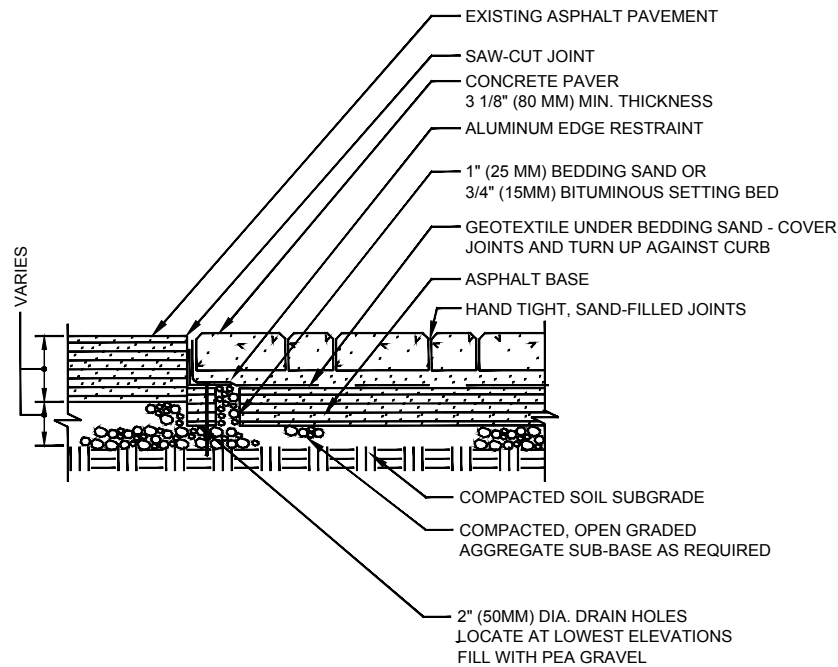 EXISTING ASPHALT PAVEMENT
SAW-CUT JOINT
CONCRETE PAVER
3 1/8" (80 MM) MIN. THICKNESS
ALUMINUM EDGE RESTRAINT
1" (25 MM) BEDDING SAND OR
3/4" (15MM) BITUMINOUS SETTING BED
GEOTEXTILE UNDER BEDDING SAND - COVER
JOINTS AND TURN UP AGAINST CURB
ASPHALT BASE
HAND TIGHT, SAND-FILLED JOINTS
VARIES
COMPACTED SOIL SUBGRADE
COMPACTED, OPEN GRADED
AGGREGATE SUB-BASE AS REQUIRED
2" (50MM) DIA. DRAIN HOLES
LOCATE AT LOWEST ELEVATIONS
FILL WITH PEA GRAVEL